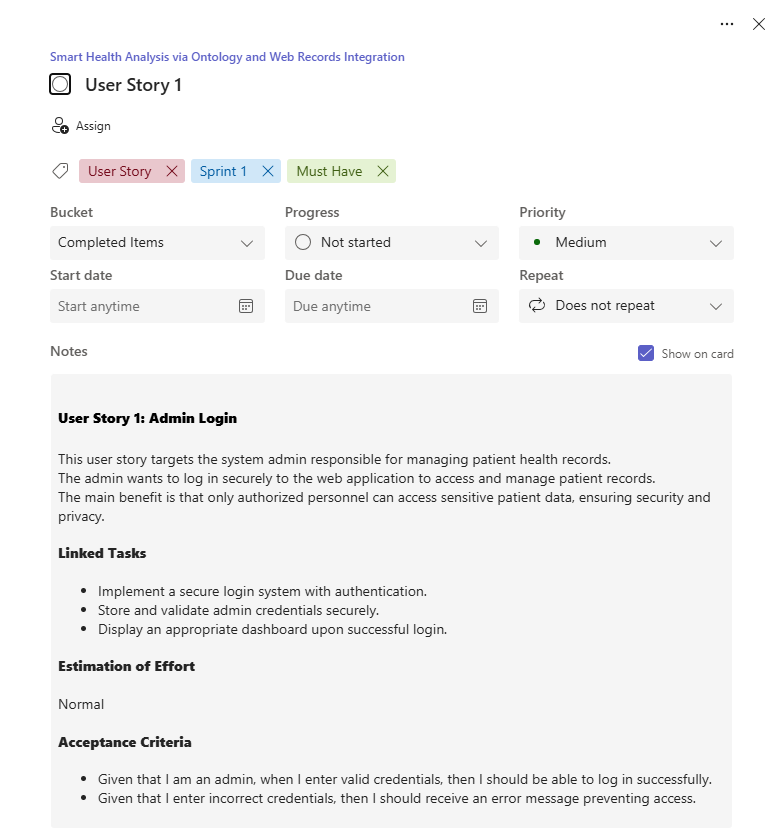 Smart Health Analysis via Ontology and Web Records Integration
User Story 1
Assign
User Story Sprint 1 Must Have
Bucket Progress Priority
Completed Items Not started Medium
Start date Due date Repeat
Start anytime Due anytime Does not repeat
Notes Show on card
User Story 1: Admin Login
This user story targets the system admin responsible for managing patient health records.
The admin wants to log in securely to the web application to access and manage patient records.
The main benefit is that only authorized personnel can access sensitive patient data, ensuring security and
privacy.
Linked Tasks
• Implement a secure login system with authentication.
• Store and validate admin credentials securely.
• Display an appropriate dashboard upon successful login.
Estimation of Effort
Normal
Acceptance Criteria
• Given that I am an admin, when I enter valid credentials, then I should be able to log in successfully.
• Given that I enter incorrect credentials, then I should receive an error message preventing access.